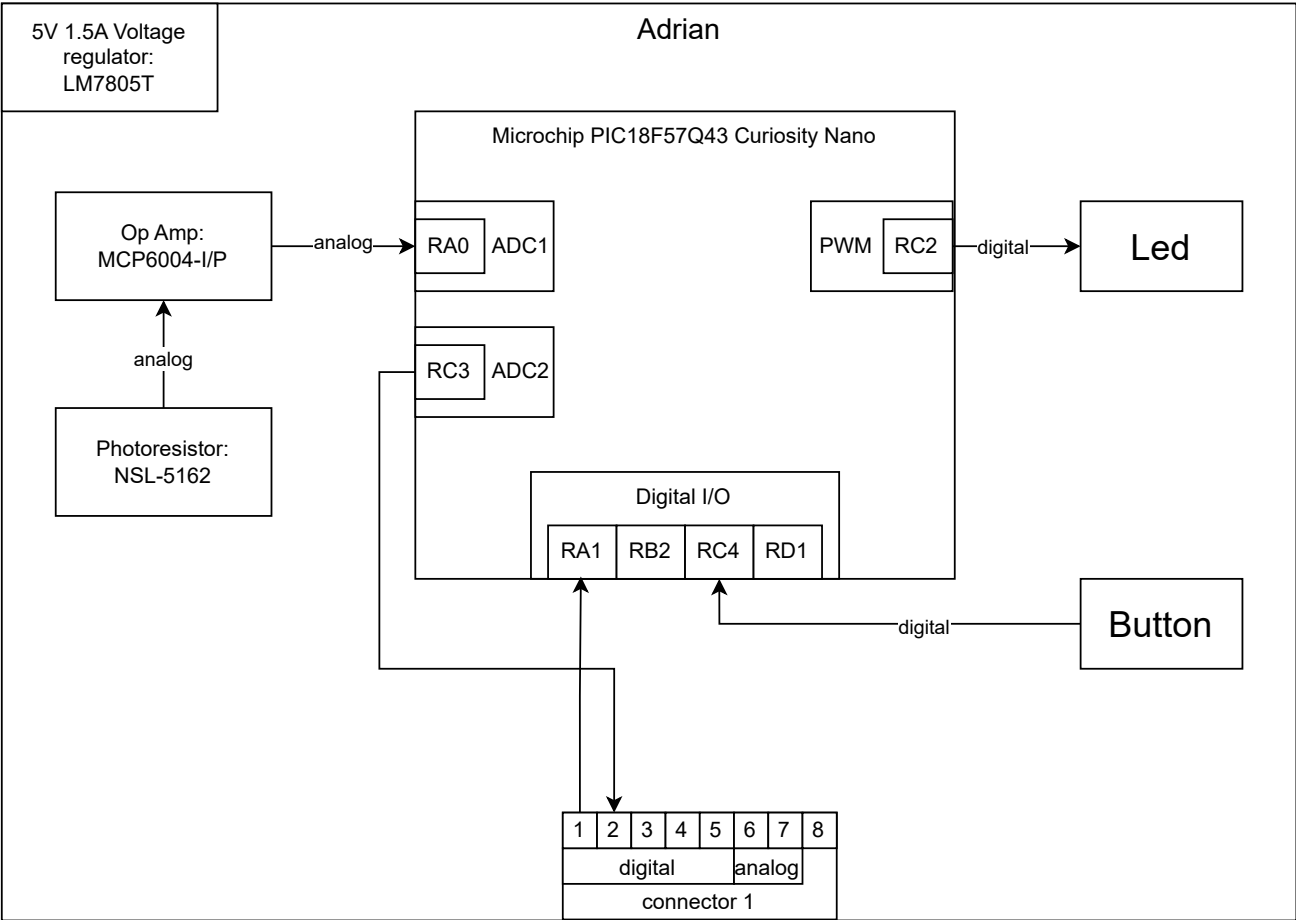 5V 1.5A Voltage
regulator:
LM7805T
Adrian
Microchip PIC18F57Q43 Curiosity Nano
Op Amp:
MCP6004-I/P
analog
RA0
ADC1
PWM
RC2
digital
Led
analog
RC3
ADC2
Photoresistor:
NSL-5162
Digital I/O
RA1
RB2
RC4
RD1
digital
Button
1
2
3
4
5
6
7
8
digital
analog
connector 1